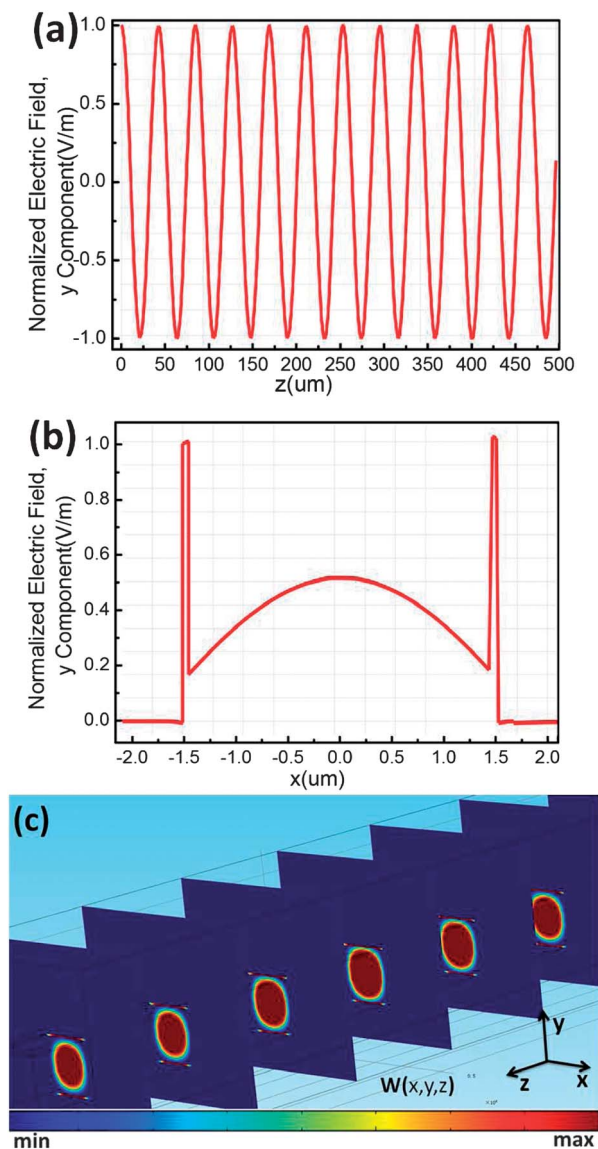 (a)
Normalized Electric Field,
y Component(V/m)
1.0
0.5
0.0
-0.5
-1.0
0 50 100 150 200 250 300 350 400 450 500
z(um)
(b)
Normalized Electric Field,
y Component(V/m)
1.0
0.8
0.6
0.4
0.2
0.0
-2.0 -1.5 -1.0 -0.5 0.0 0.5 1.0 1.5 2.0
x(um)
(c)
y
x
z
W(x,y,z)
min max